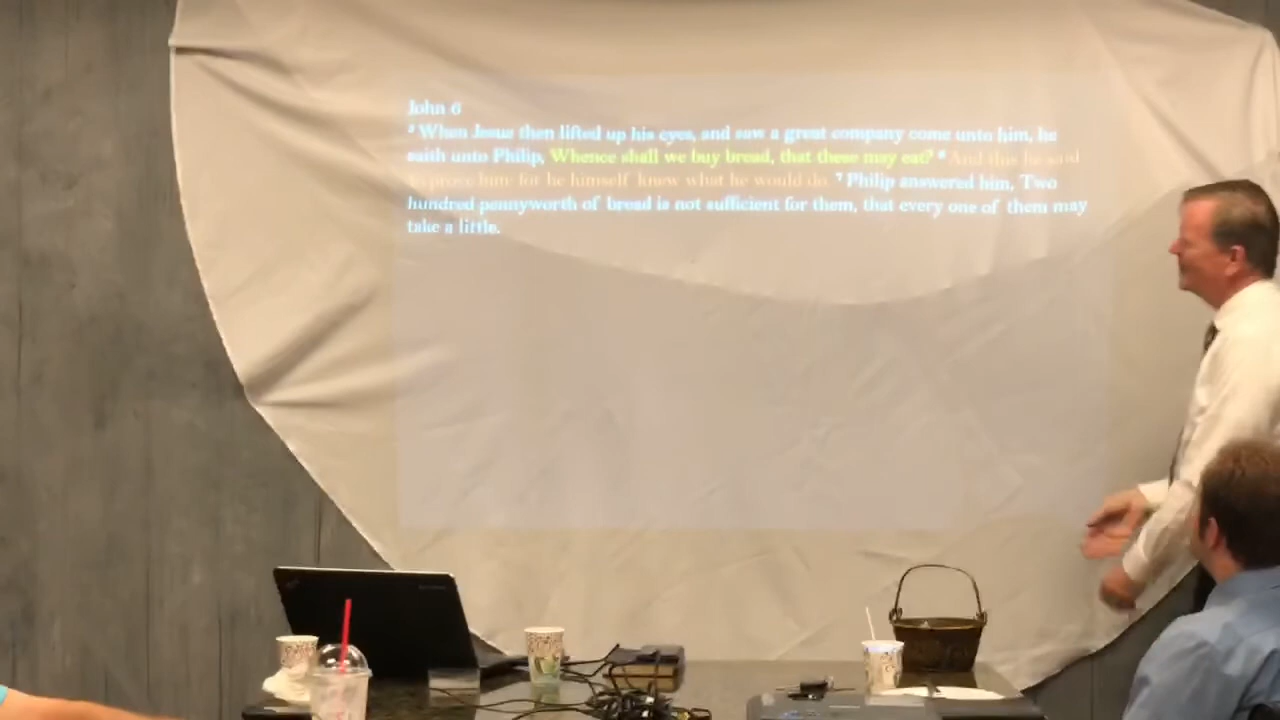 John 6
⁵ When Jesus then lifted up his eyes, and saw a great company come unto him, he
saith unto Philip, Whence shall we buy bread, that these may eat? ⁶ And this he said
to prove him: for he himself knew what he would do. ⁷ Philip answered him, Two
hundred pennyworth of bread is not sufficient for them, that every one of them may
take a little.